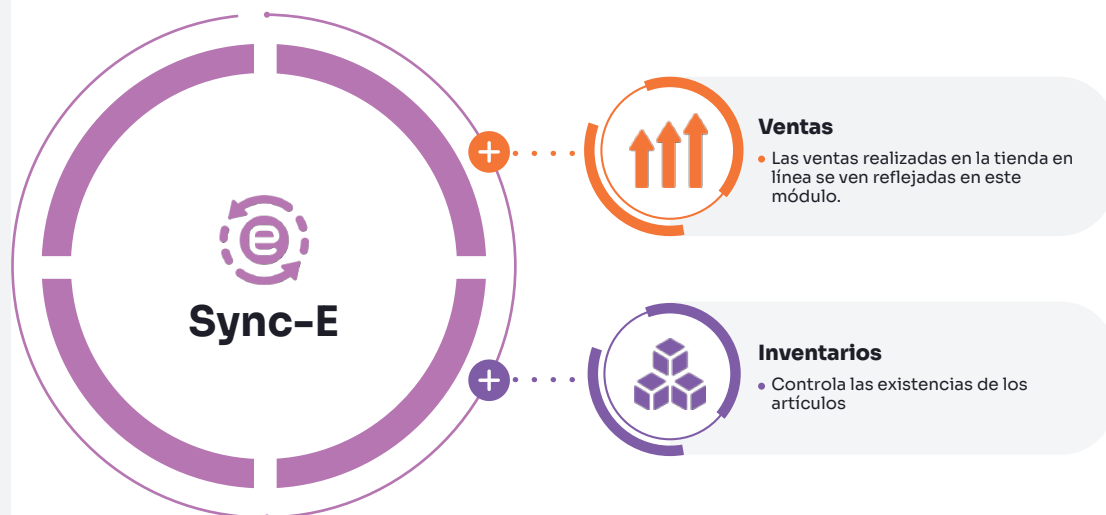 Sync-E
Ventas
• Las ventas realizadas en la tienda en
línea se ven reflejadas en este
módulo.
Inventarios
• Controla las existencias de los
artículos